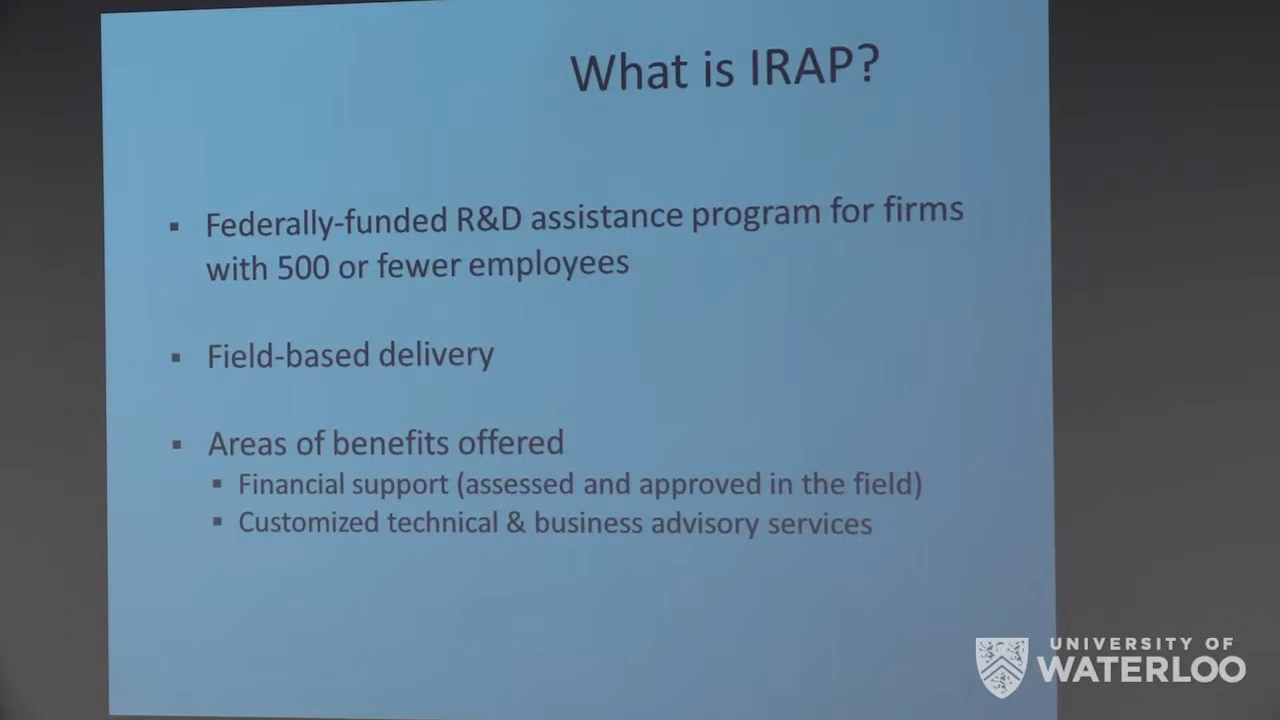 What is IRAP?
▪ Federally-funded R&D assistance program for firms
with 500 or fewer employees
▪ Field-based delivery
▪ Areas of benefits offered
▪ Financial support (assessed and approved in the field)
▪ Customized technical & business advisory services
UNIVERSITY OF
WATERLOO